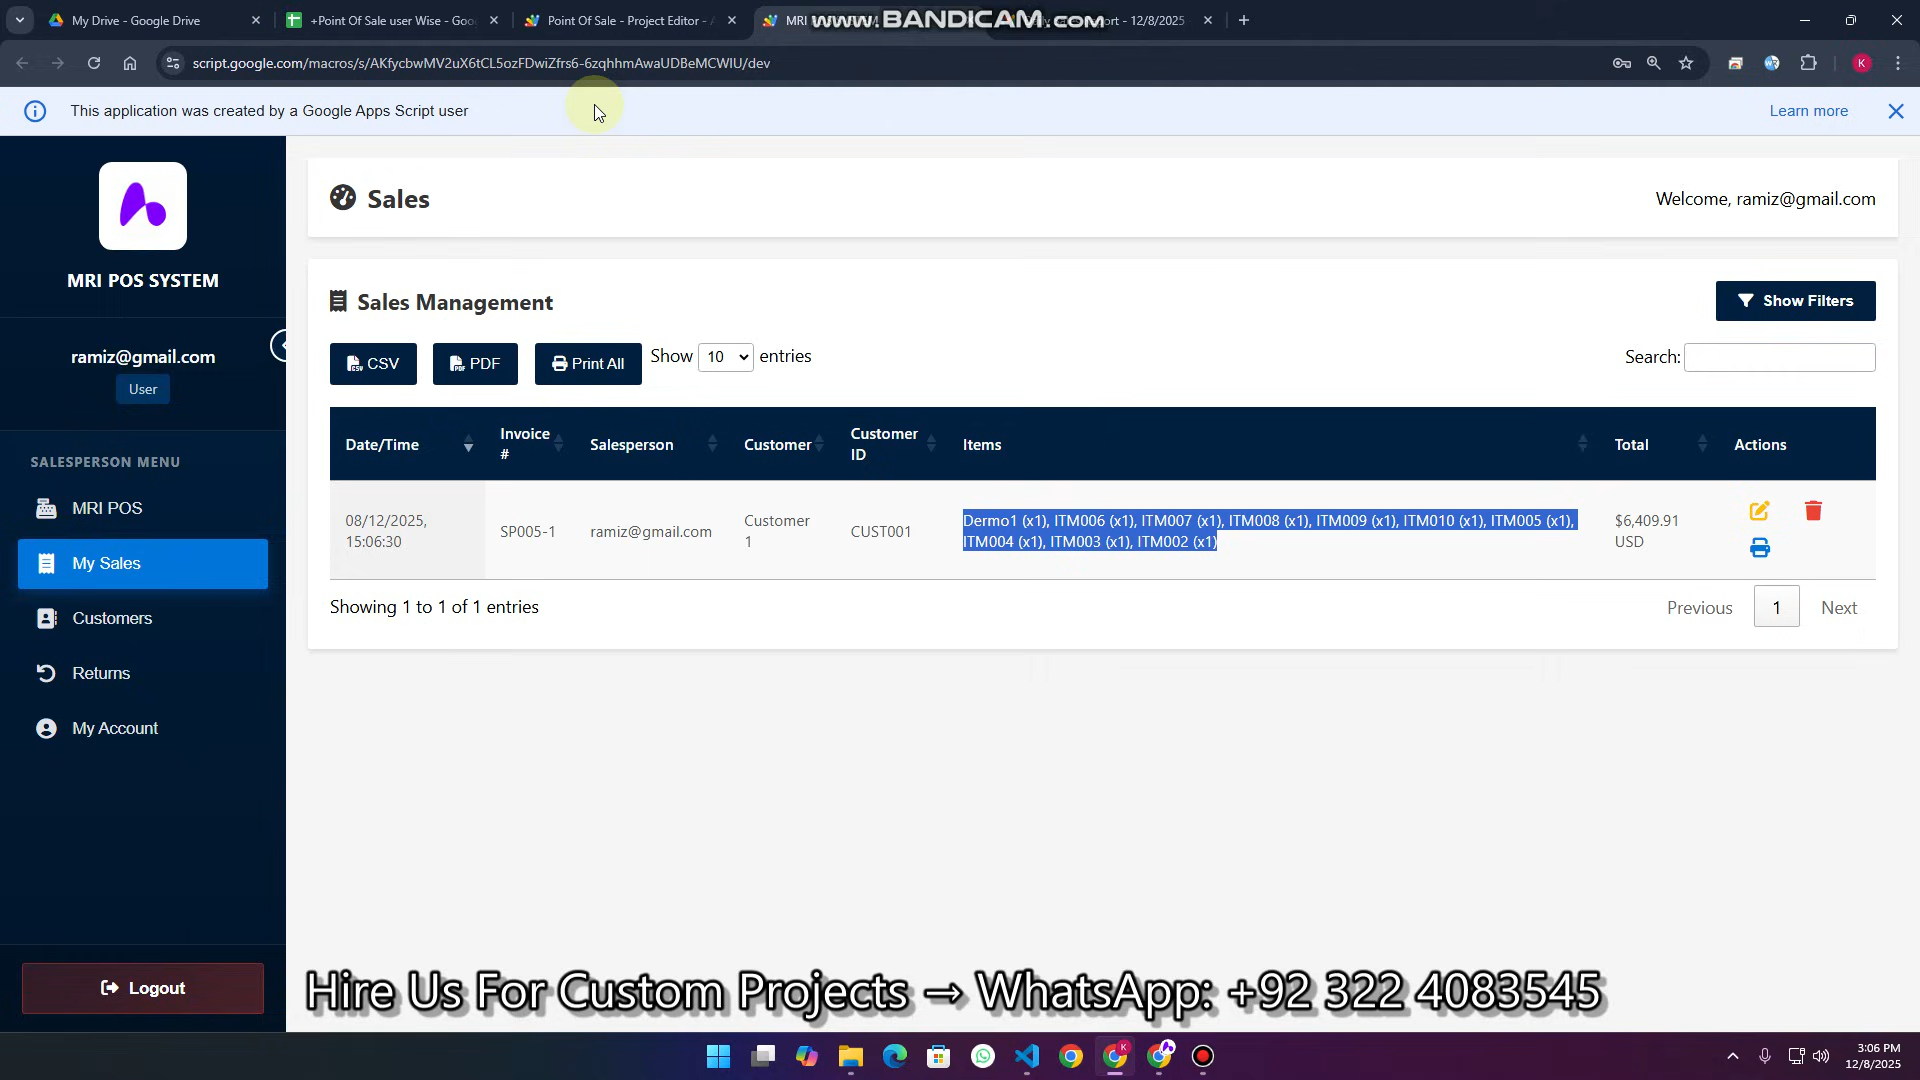 My Drive - Google Drive
+Point Of Sale user Wise - Goo
Point Of Sale - Project Editor - A
MRI
www.BANDICAM.com
ort - 12/8/2025
script.google.com/macros/s/AKfycbwMV2uX6tCL5ozFDwiZfrs6-6zqhhmAwaUDBeMCWIU/dev
K
This application was created by a Google Apps Script user
Learn more
MRI POS SYSTEM
ramiz@gmail.com
User
SALESPERSON MENU
MRI POS
My Sales
Customers
Returns
My Account
Logout
Sales
Welcome, ramiz@gmail.com
Sales Management
Show Filters
CSV
PDF
Print All
Show 10 entries
Search:
Date/Time
Invoice #
Salesperson
Customer
Customer ID
Items
Total
Actions
08/12/2025, 15:06:30
SP005-1
ramiz@gmail.com
Customer 1
CUST001
Dermo1 (x1), ITM006 (x1), ITM007 (x1), ITM008 (x1), ITM009 (x1), ITM010 (x1), ITM005 (x1),
ITM004 (x1), ITM003 (x1), ITM002 (x1)
$6,409.91 USD
Showing 1 to 1 of 1 entries
Previous
1
Next
Hire Us For Custom Projects → WhatsApp: +92 322 4083545
3:06 PM
12/8/2025